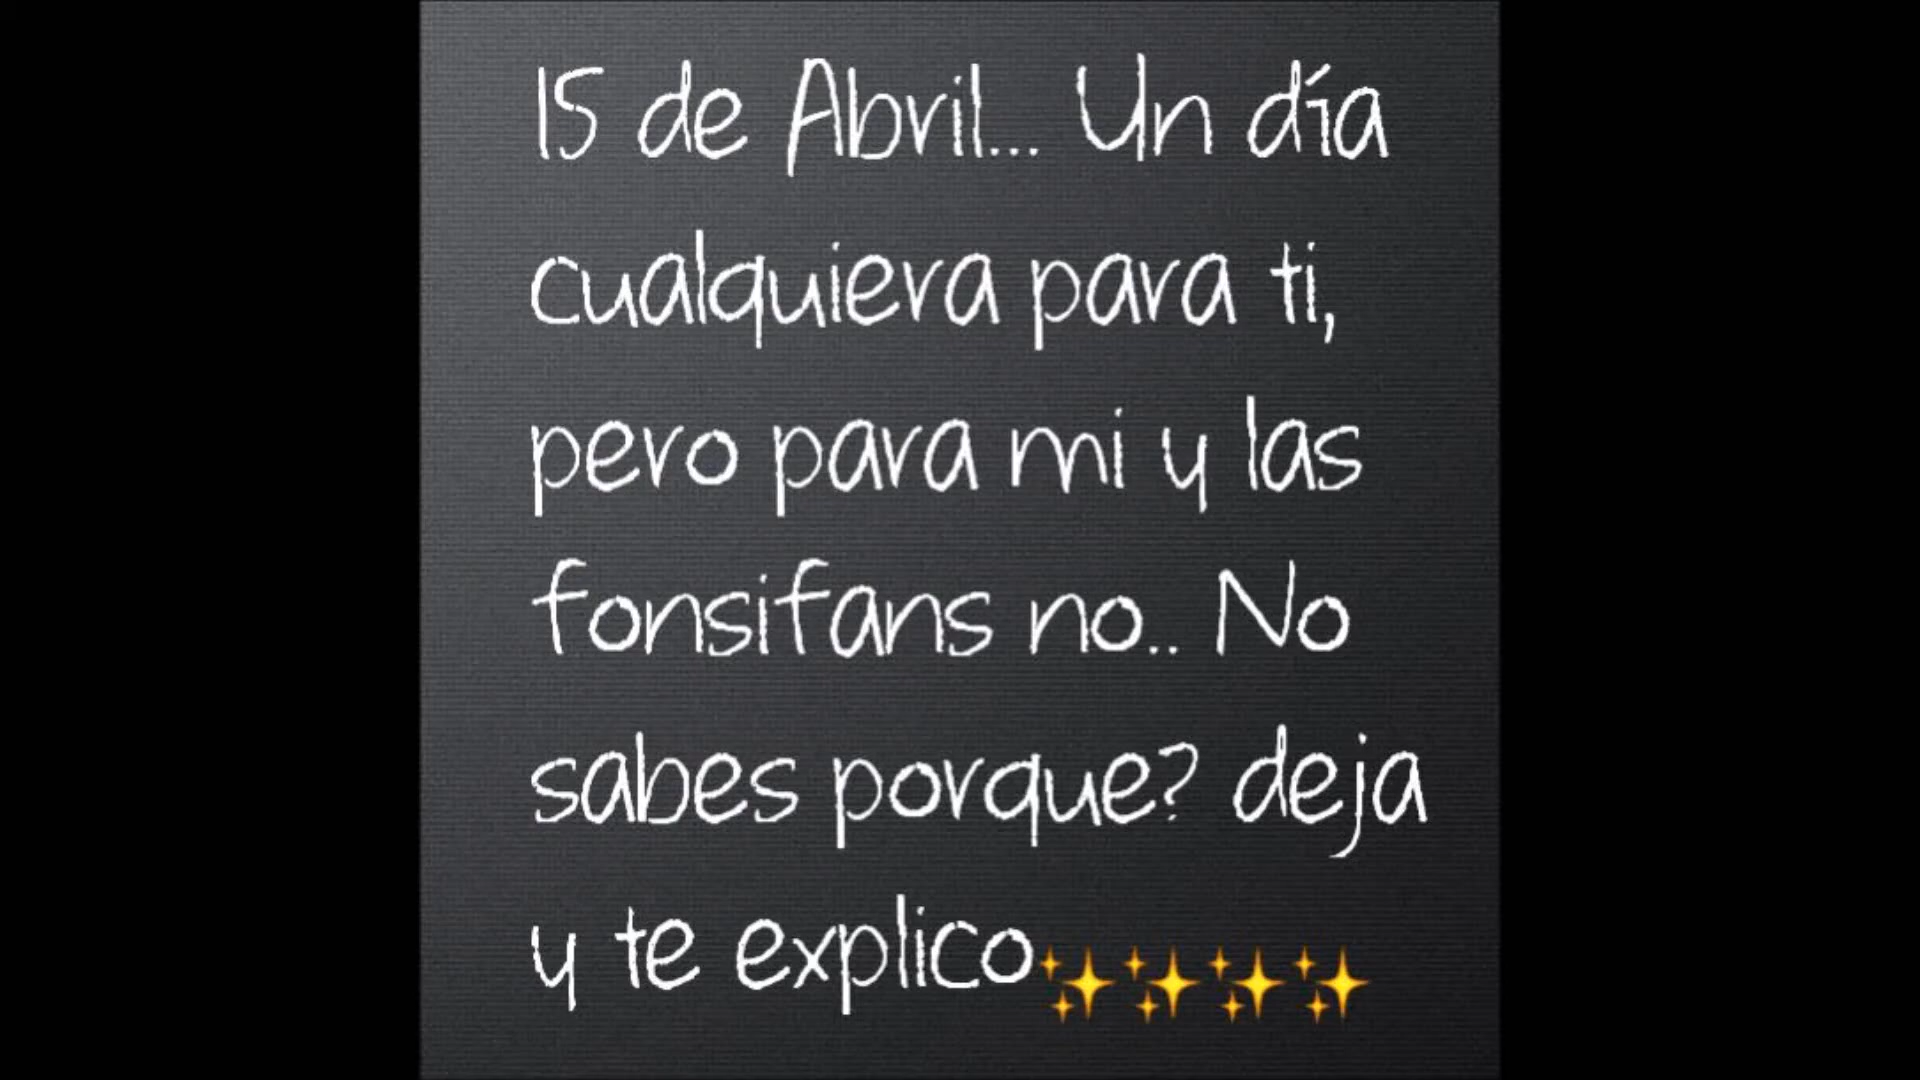 15 de Abril... Un día
cualquiera para ti,
pero para mi y las
fonsifans no.. No
sabes porque? deja
y te explico✨✨✨✨